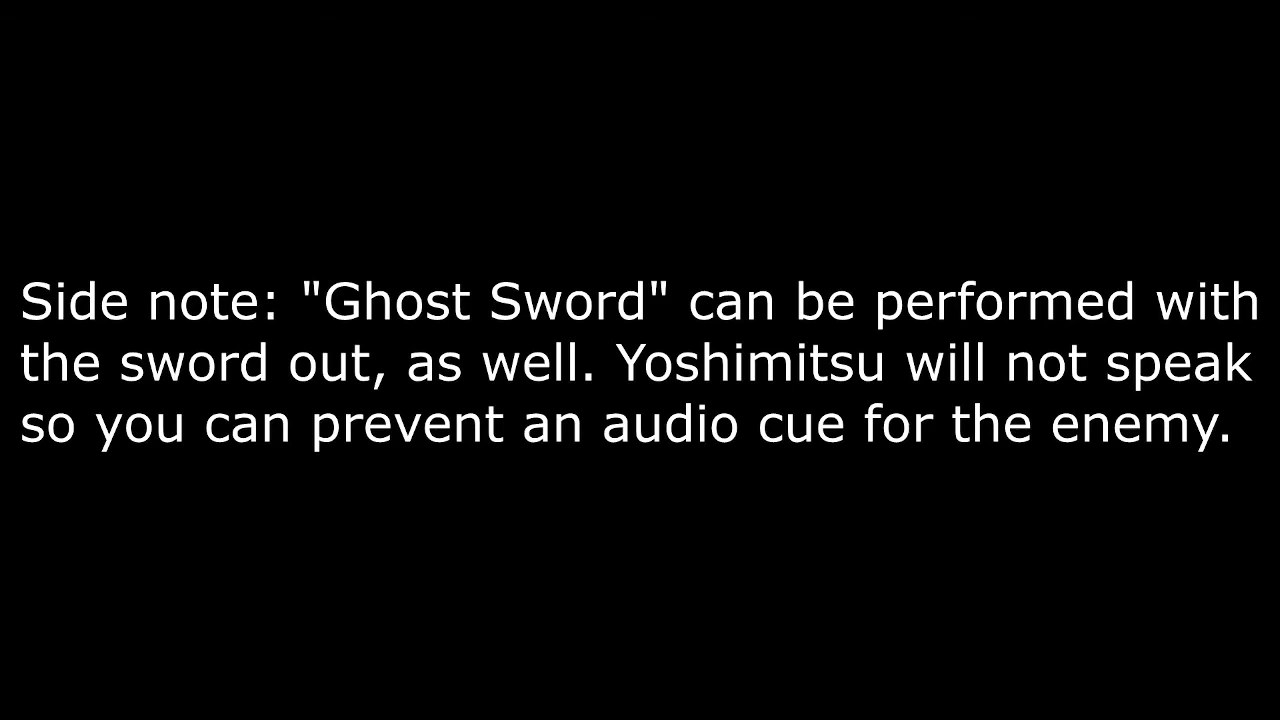 Side note: "Ghost Sword" can be performed with
the sword out, as well. Yoshimitsu will not speak
so you can prevent an audio cue for the enemy.